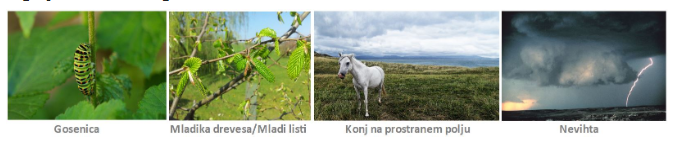 Gosenica
Mladika drevesa/Mladi listi
Konj na prostranem polju
Nevihta